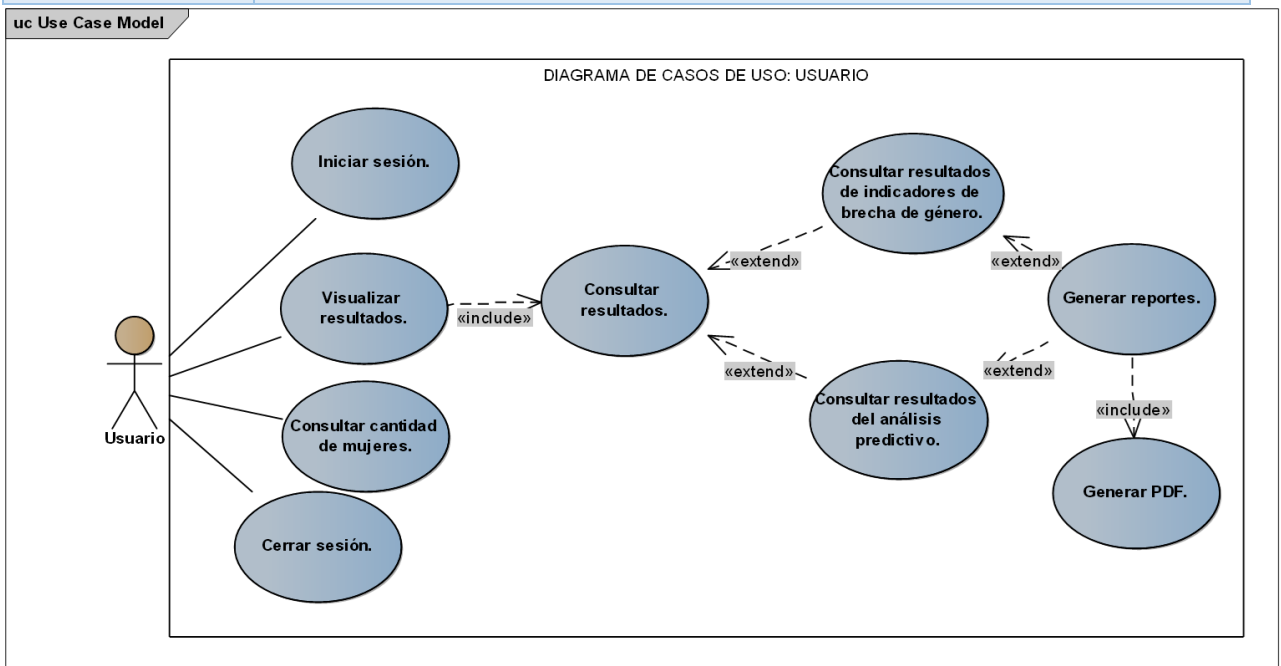 uc Use Case Model
DIAGRAMA DE CASOS DE USO: USUARIO
Iniciar sesión.
Visualizar
resultados.
Consultar cantidad
de mujeres.
Cerrar sesión.
Usuario
«include»
Consultar
resultados.
«extend»
«extend»
Consultar resultados
de indicadores de
brecha de género.
Consultar resultados
del análisis
predictivo.
«extend»
«extend»
Generar reportes.
«include»
Generar PDF.